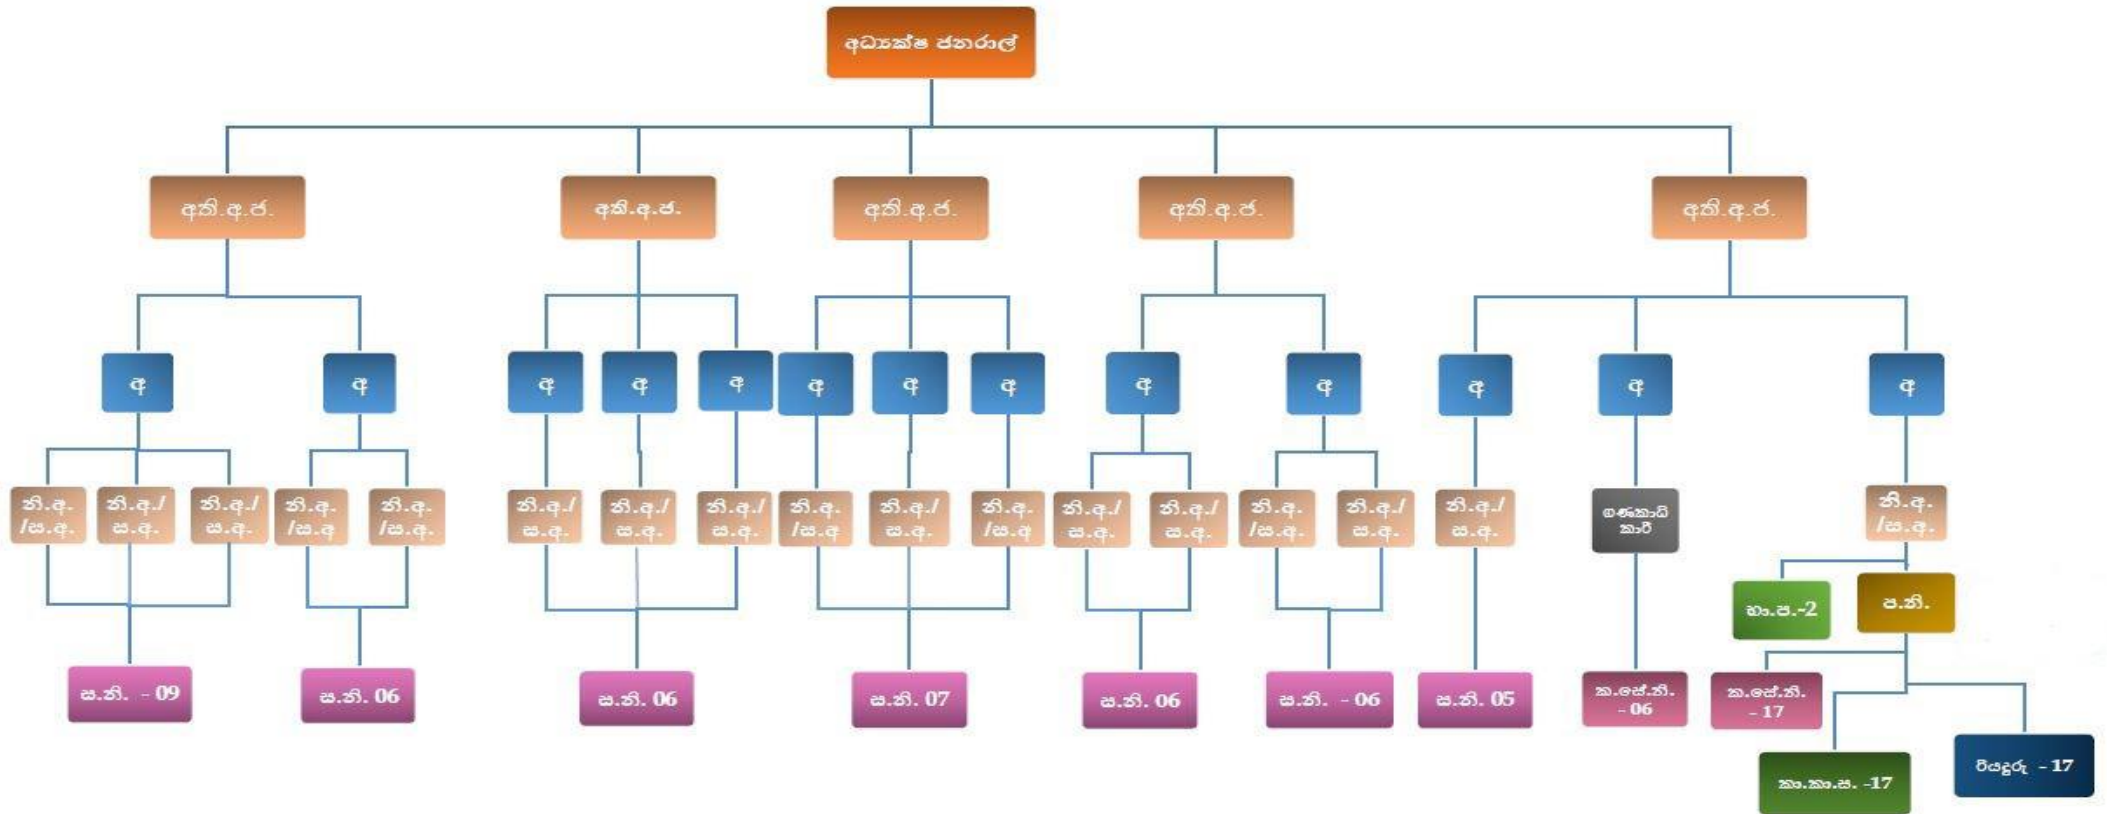 අධ්‍යක්ෂ ජනරාල්
අති.අ.ජ.
අති.අ.ජ.
අති.අ.ජ.
අති.අ.ජ.
අති.අ.ජ.
අ
අ
අ
අ
අ
අ
අ
අ
අ
අ
අ
අ
අ
නි.අ.
/ස.අ.
නි.අ./
ස.අ.
නි.අ./
ස.අ.
නි.අ.
/ස.අ
නි.අ.
/ස.අ.
නි.අ./
ස.අ.
නි.අ./
ස.අ.
නි.අ./
ස.අ.
නි.අ.
/ස.අ
නි.අ./
ස.අ.
නි.අ.
/ස.අ
නි.අ./
ස.අ.
නි.අ./
ස.අ.
නි.අ.
/ස.අ.
නි.අ./
ස.අ.
නි.අ./
ස.අ.
ගණකාධි
කාරී
නි.අ.
/ස.අ.
භා.ප.-2
ප.නි.
ස.නි. - 09
ස.නි. 06
ස.නි. 06
ස.නි. 07
ස.නි. 06
ස.නි. - 06
ස.නි. 05
ක.සේ.නි.
- 06
ක.සේ.නි.
- 17
කා.කා.ස. -17
රියදුරු - 17